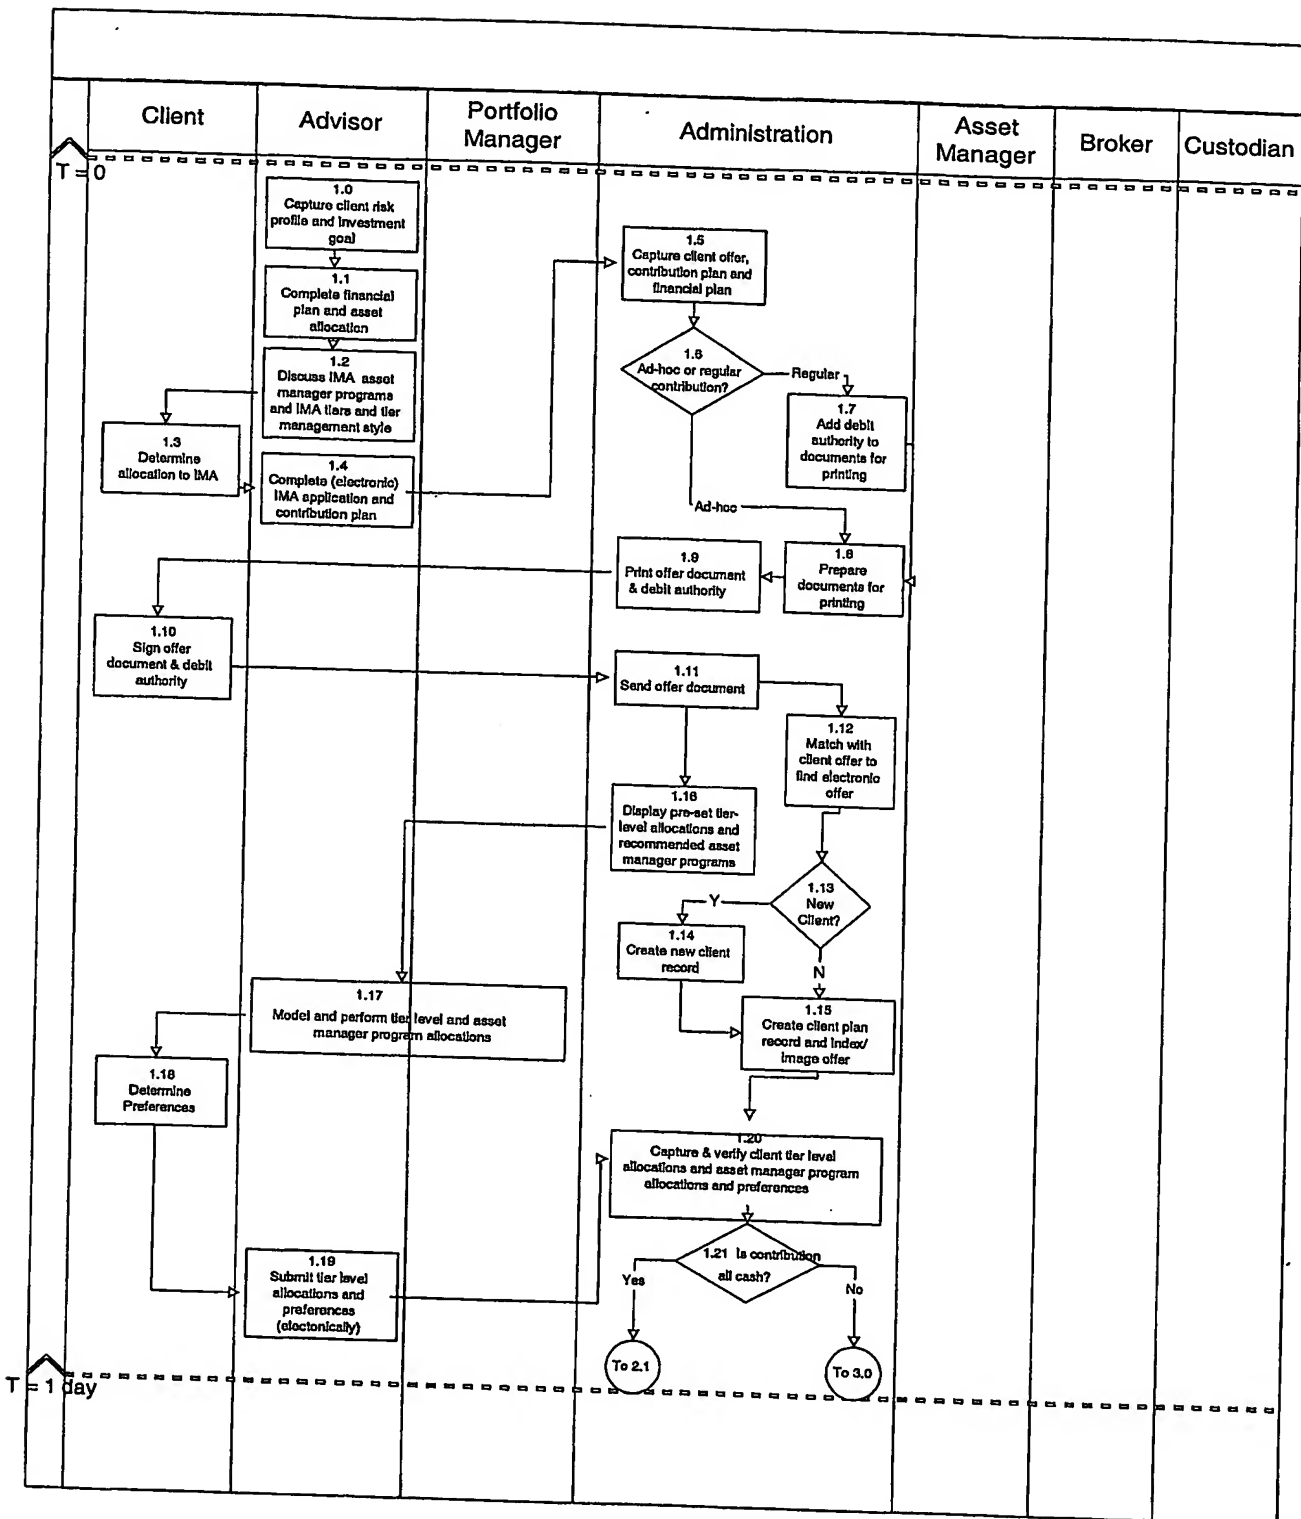 Client
Advisor
Portfolio
Manager
Administration
Asset
Manager
Broker
Custodian
T = 0
1.0
Capture client risk
profile and investment
goal
1.1
Complete financial
plan and asset
allocation
1.2
Discuss IMA asset
manager programs
and IMA tiers and tier
management style
1.3
Determine
allocation to IMA
1.4
Complete (electronic)
IMA application and
contribution plan
1.5
Capture client offer,
contribution plan and
financial plan
1.6
Ad-hoc or regular
contribution?
Regular
1.7
Add debit
authority to
documents for
printing
Ad-hoc
1.8
Prepare
documents for
printing
1.9
Print offer document
& debit authority
1.10
Sign offer
document & debit
authority
1.11
Send offer document
1.12
Match with
client offer to
find electronic
offer
1.16
Display pre-set tier-
level allocations and
recommended asset
manager programs
1.13
New
Client?
Y
1.14
Create new client
record
N
1.15
Create client plan
record and index/
image offer
1.17
Model and perform tier level and asset
manager program allocations
1.18
Determine
Preferences
1.20
Capture & verify client tier level
allocations and asset manager program
allocations and preferences
1.19
Submit tier level
allocations and
preferences
(electonically)
1.21 Is contribution
all cash?
Yes
No
To 2.1
To 3.0
T = 1 day